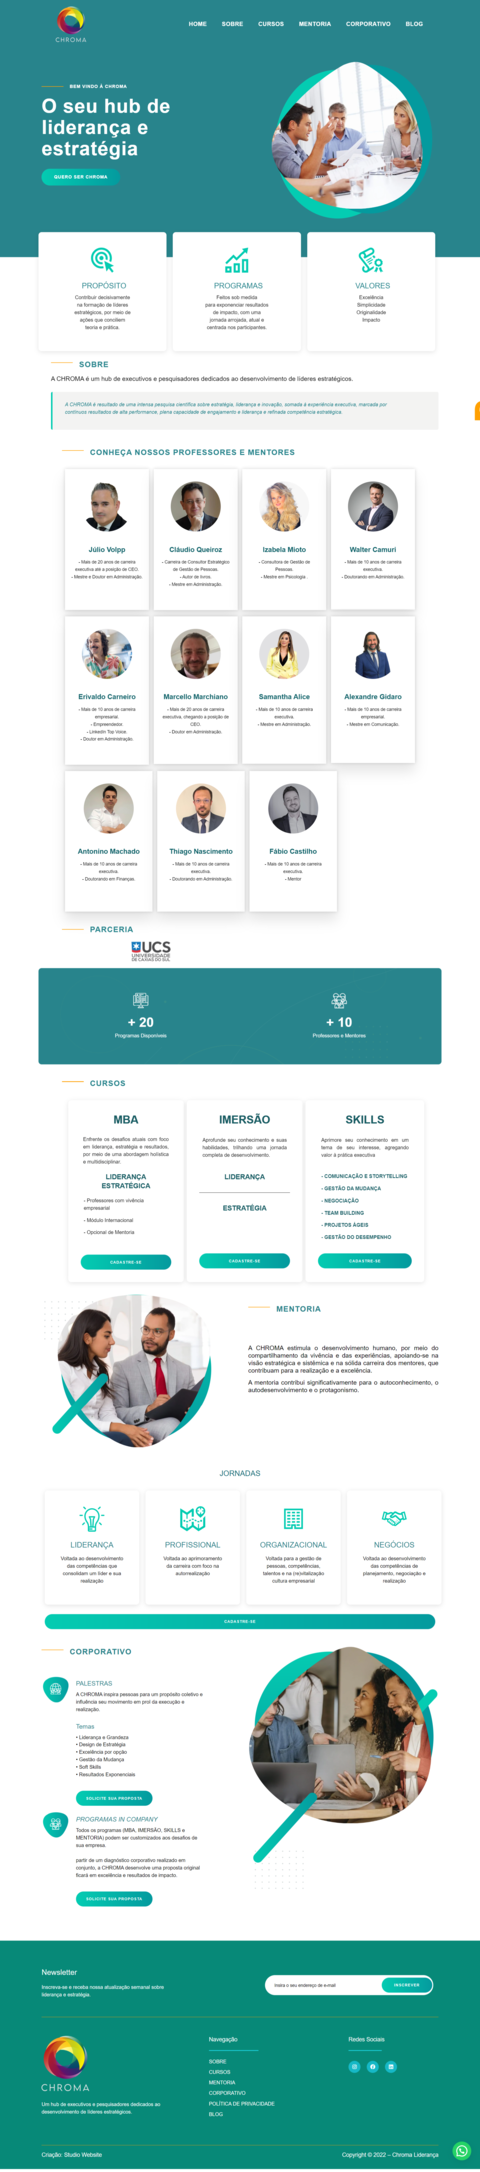 CHROMA
HOME SOBRE CURSOS MENTORIA CORPORATIVO BLOG
BEM VINDO À CHROMA
O seu hub de
liderança e
estratégia
QUERO SER CHROMA
PROPÓSITO
Contribuir decisivamente
na formação de líderes
estratégicos, por meio de
ações que conciliem
teoria e prática.
PROGRAMAS
Feitos sob medida
para exponenciar resultados
de impacto, com uma
jornada arrojada, atual e
centrada nos participantes.
VALORES
Excelência
Simplicidade
Originalidade
Impacto
SOBRE
A CHROMA é um hub de executivos e pesquisadores dedicados ao desenvolvimento de líderes estratégicos.
A CHROMA é resultado de uma intensa pesquisa científica sobre estratégia, liderança e inovação, somada à experiência executiva, marcada por
contínuos resultados de alta performance, plena capacidade de engajamento e liderança e refinada competência estratégica.
CONHEÇA NOSSOS PROFESSORES E MENTORES
Júlio Volpp
- Mais de 20 anos de carreira
executiva até a posição de CEO.
- Mestre e Doutor em Administração.
Cláudio Queiroz
- Carreira de Consultor Estratégico
de Gestão de Pessoas.
- Autor de livros.
- Mestre em Administração.
Izabela Mioto
- Consultora de Gestão de
Pessoas.
- Mestre em Psicologia .
Walter Camuri
- Mais de 10 anos de carreira
executiva.
- Doutorando em Administração.
Erivaldo Carneiro
- Mais de 10 anos de carreira
empresarial.
- Empreendedor
- LinkedIn Top Voice.
- Doutor em Administração.
Marcello Marchiano
- Mais de 20 anos de carreira
executiva, chegando a posição de
CEO.
- Doutor em Administração.
Samantha Alice
- Mais de 10 anos de carreira
executiva.
- Mestre em Administração.
Alexandre Gidaro
- Mais de 10 anos de carreira
empresarial.
- Mestre em Comunicação.
Antonino Machado
- Mais de 10 anos de carreira
executiva.
- Doutorando em Finanças.
Thiago Nascimento
- Mais de 10 anos de carreira
executiva.
- Doutorando em Administração.
Fábio Castilho
- Mais de 10 anos de carreira
executiva.
- Mentor
PARCERIA
UCS
UNIVERSIDADE
DE CAXIAS DO SUL
+ 20
Programas Disponíveis
+ 10
Professores e Mentores
CURSOS
MBA
Enfrente os desafios atuais com foco
em liderança, estratégia e resultados,
por meio de uma abordagem holística
e multidisciplinar.
LIDERANÇA
ESTRATÉGICA
- Professores com vivência
empresarial
- Módulo Internacional
- Opcional de Mentoria
CADASTRE-SE
IMERSÃO
Aprofunde seu conhecimento e suas
habilidades, trilhando uma jornada
completa de desenvolvimento.
LIDERANÇA
ESTRATÉGIA
CADASTRE-SE
SKILLS
Aprimore seu conhecimento em um
tema de seu interesse, agregando
valor à prática executiva
- COMUNICAÇÃO E STORYTELLING
- GESTÃO DA MUDANÇA
- NEGOCIAÇÃO
- TEAM BUILDING
- PROJETOS ÁGEIS
- GESTÃO DO DESEMPENHO
CADASTRE-SE
MENTORIA
A CHROMA estimula o desenvolvimento humano, por meio do
compartilhamento da vivência e das experiências, apoiando-se na
visão estratégica e sistêmica e na sólida carreira dos mentores, que
contribuam para a realização e a excelência.
A mentoria contribui significativamente para o autoconhecimento, o
autodesenvolvimento e o protagonismo.
JORNADAS
LIDERANÇA
Voltada ao desenvolvimento
das competências que
consolidam um líder e sua
realização
PROFISSIONAL
Voltada ao aprimoramento
da carreira com foco na
autorrealização
ORGANIZACIONAL
Voltada para a gestão de
pessoas, competências,
talentos e na (re)vitalização
cultura empresarial
NEGÓCIOS
Voltada ao desenvolvimento
das competências de
planejamento, negociação e
realização
CADASTRE-SE
CORPORATIVO
PALESTRAS
A CHROMA inspira pessoas para um propósito coletivo e
influência seu movimento em prol da execução e
realização.
Temas
• Liderança e Grandeza
• Design de Estratégia
• Excelência por opção
• Gestão da Mudança
• Soft Skills
• Resultados Exponenciais
SOLICITE SUA PROPOSTA
PROGRAMAS IN COMPANY
Todos os programas (MBA, IMERSÃO, SKILLS e
MENTORIA) podem ser customizados aos desafios de
sua empresa.
partir de um diagnóstico corporativo realizado em
conjunto, a CHROMA desenvolve uma proposta original
ficará em excelência e resultados de impacto.
SOLICITE SUA PROPOSTA
Newsletter
Inscreva-se e receba nossa atualização semanal sobre
liderança e estratégia.
Insira o seu endereço de e-mail
INSCREVER
CHROMA
Um hub de executivos e pesquisadores dedicados ao
desenvolvimento de líderes estratégicos.
Navegação
SOBRE
CURSOS
MENTORIA
CORPORATIVO
POLÍTICA DE PRIVACIDADE
BLOG
Redes Sociais
Criação: Studio Website
Copyright © 2022 – Chroma Liderança